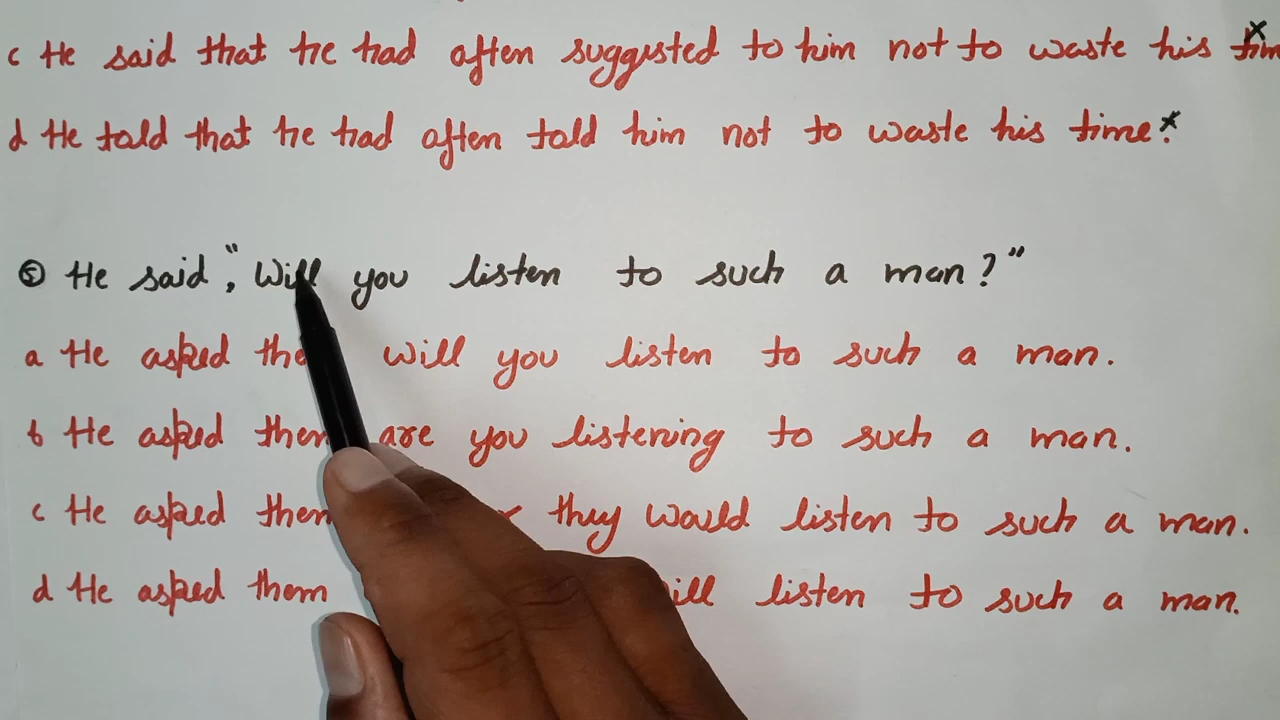 c He said that he had often suggested to him not to waste his
d He told that he had often told him not to waste his time.
⑤ He said, "Will you listen to such a man?"
a He asked will you listen to such a man.
b He asked them are you listening to such a man.
c He asked them they would listen to such a man.
d He asked them will listen to such a man.